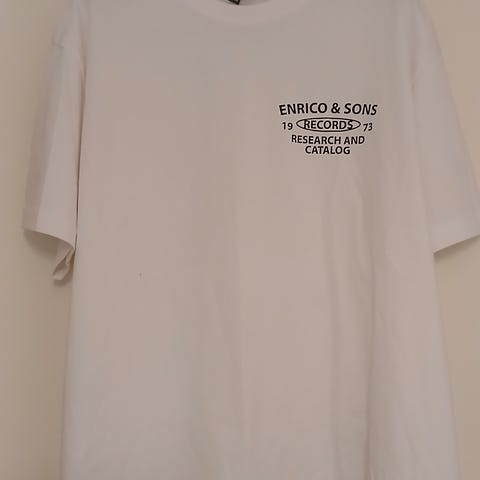 ENRICO & SONS
19 RECORDS 73
RESEARCH AND
CATALOG